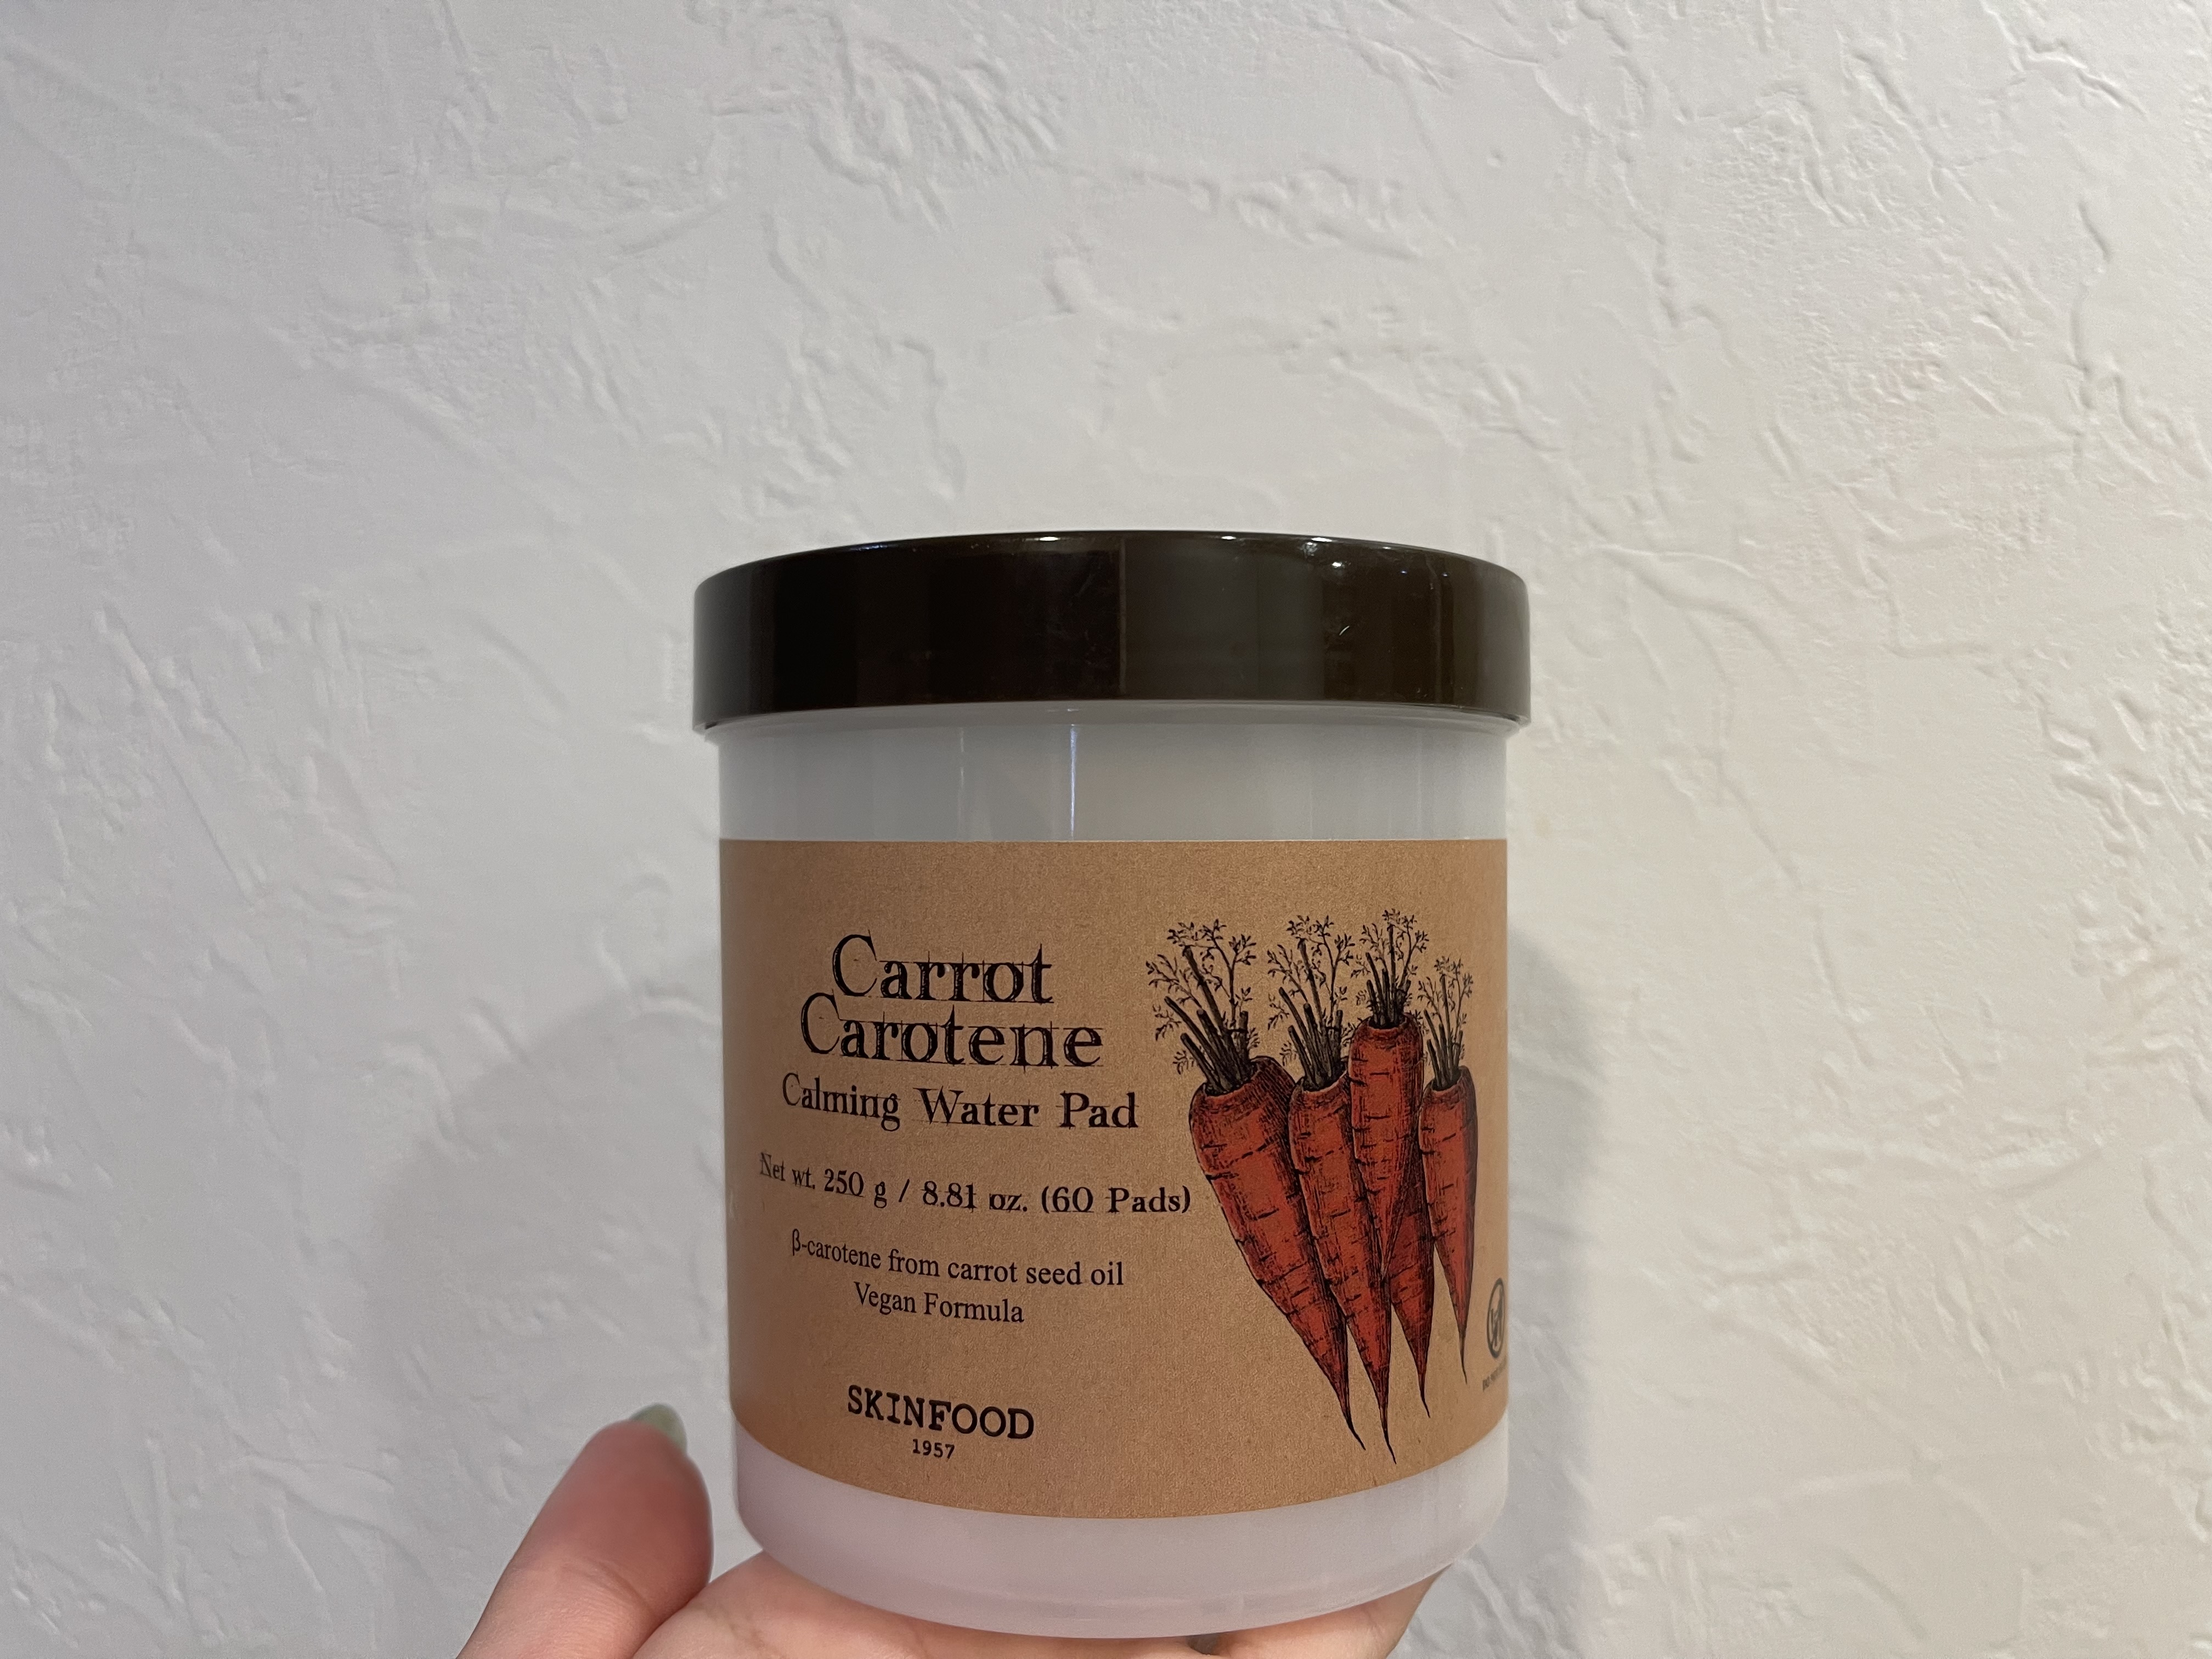 Carrot
Carotene
Calming Water Pad
Net wt. 250 g / 8.81 oz. (60 Pads)
β-carotene from carrot seed oil
Vegan Formula
SKINFOOD
1957